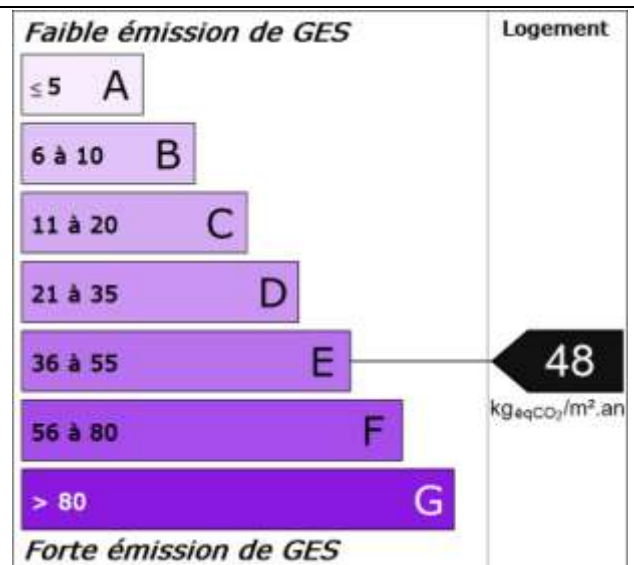 Faible émission de GES
Logement
≤ 5 A
6 à 10 B
11 à 20 C
21 à 35 D
36 à 55 E
48
kgéqCO₂/m².an
56 à 80 F
> 80 G
Forte émission de GES